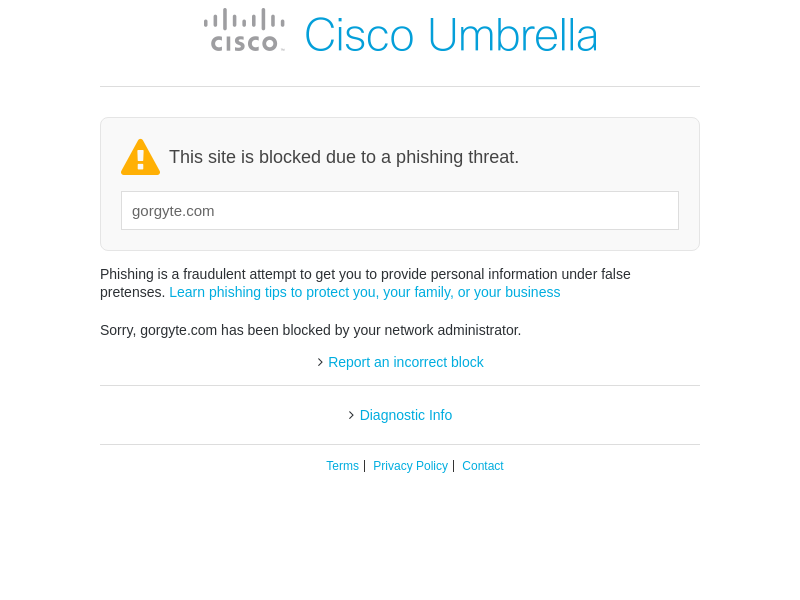 CISCO
Cisco Umbrella
This site is blocked due to a phishing threat.
gorgyte.com
Phishing is a fraudulent attempt to get you to provide personal information under false
pretenses. Learn phishing tips to protect you, your family, or your business
Sorry, gorgyte.com has been blocked by your network administrator.
> Report an incorrect block
> Diagnostic Info
Terms | Privacy Policy | Contact